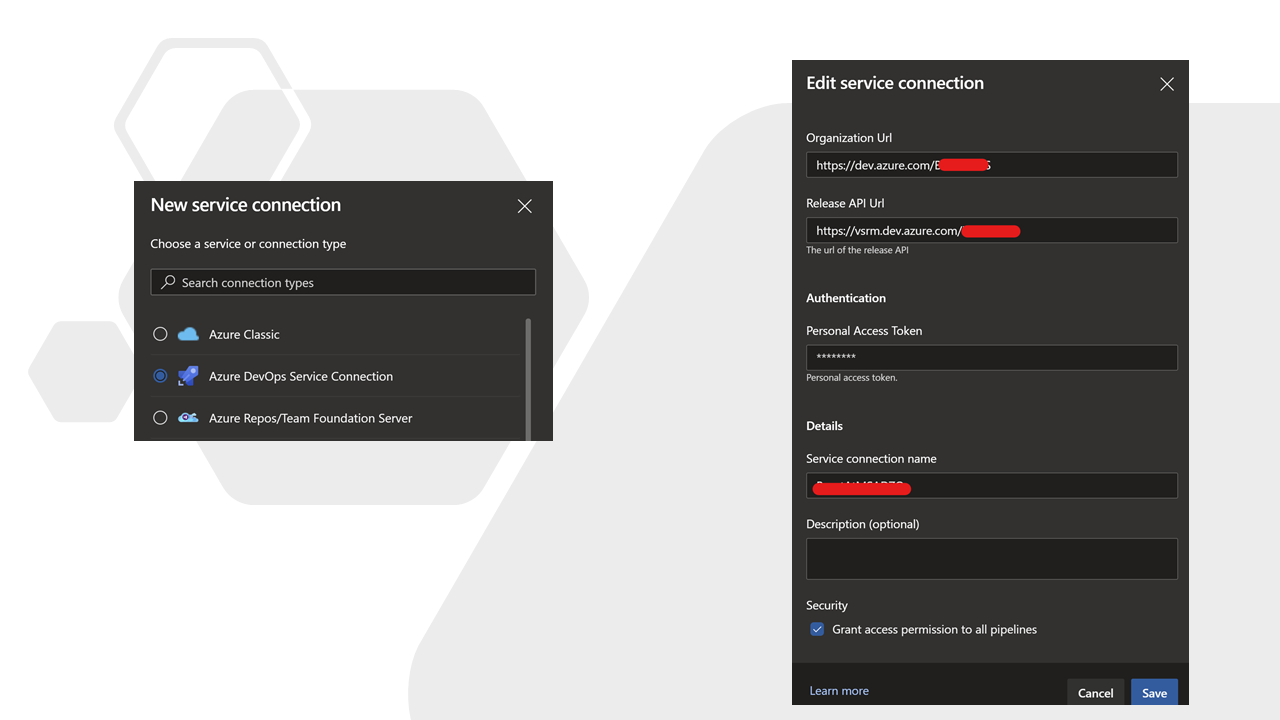 New service connection
Choose a service or connection type
Search connection types
Azure Classic
Azure DevOps Service Connection
Azure Repos/Team Foundation Server
Edit service connection
Organization Url
https://dev.azure.com/
Release API Url
https://vsrm.dev.azure.com/
The url of the release API
Authentication
Personal Access Token
********
Personal access token.
Details
Service connection name
Description (optional)
Security
Grant access permission to all pipelines
Learn more
Cancel
Save